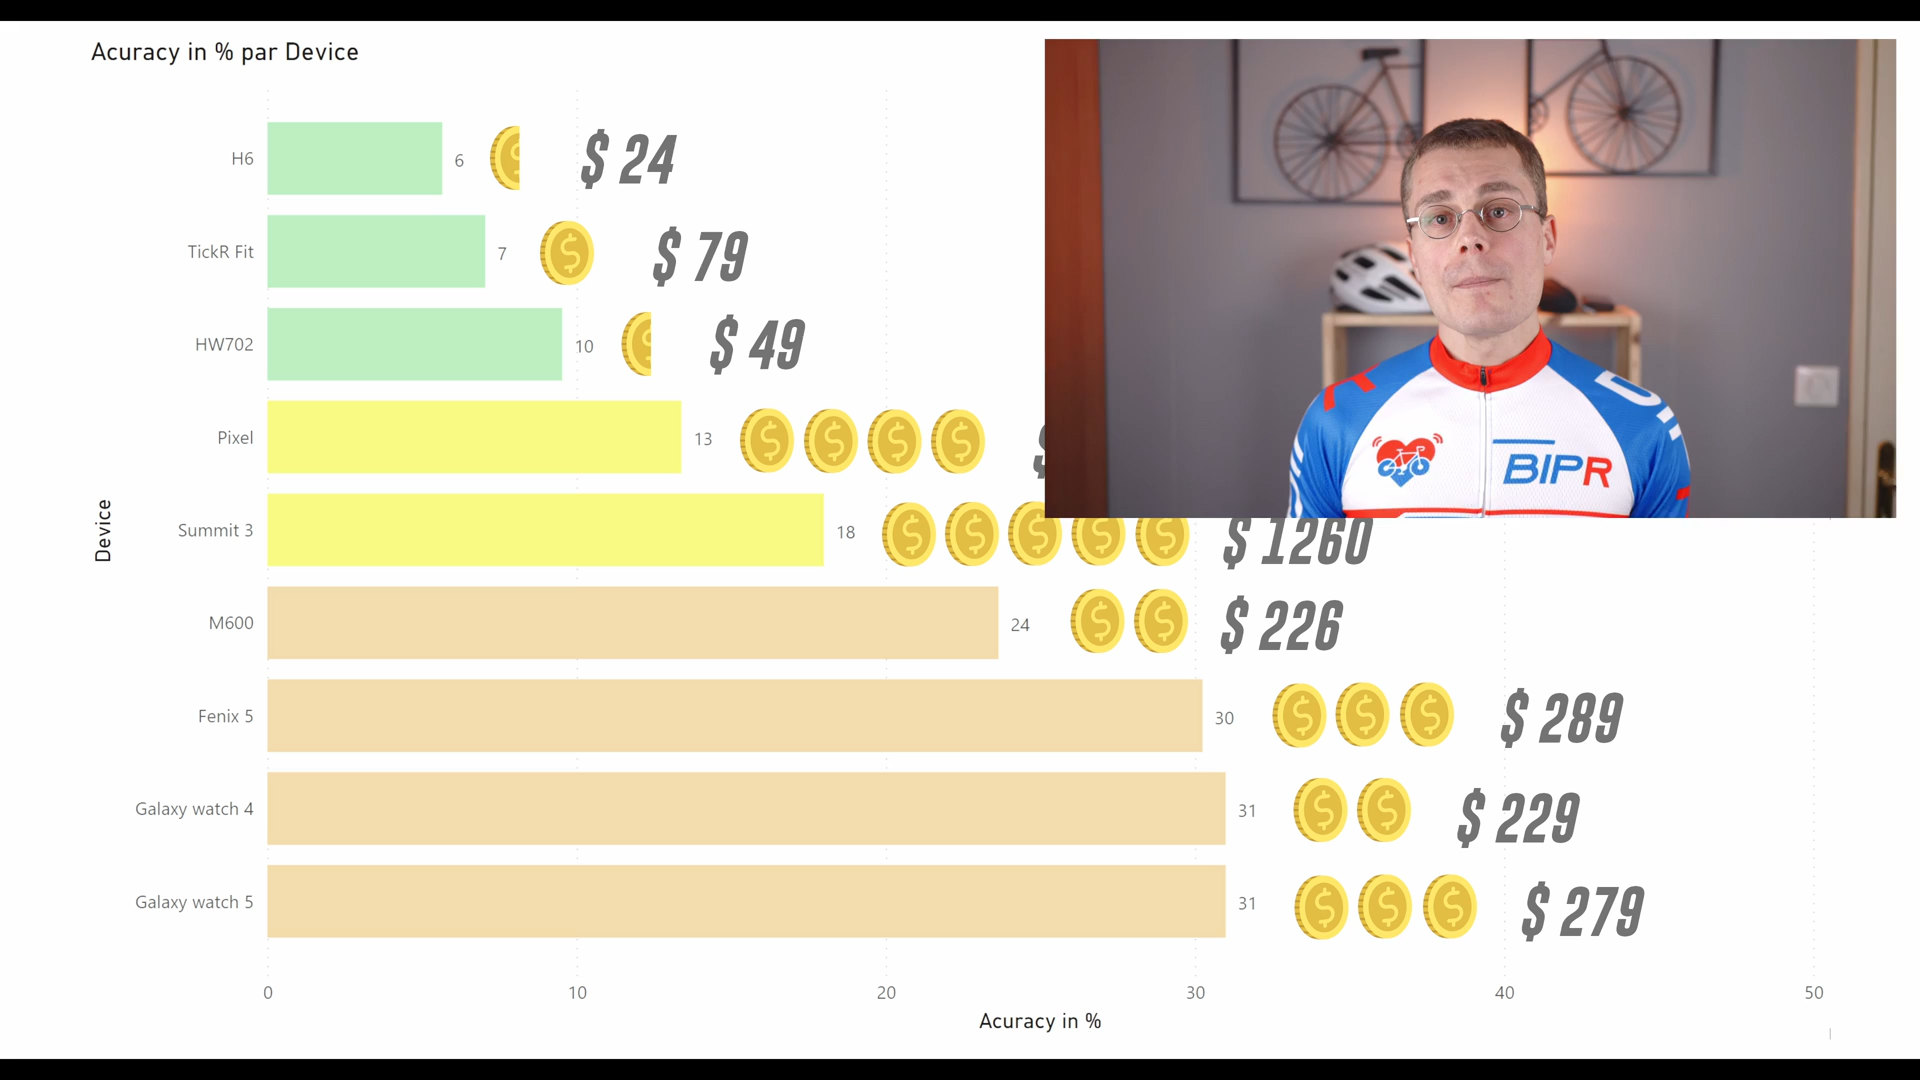 Acuracy in % par Device
H6 6 $ 24
TickR Fit 7 $ 79
HW702 10 $ 49
Pixel 13 $
Summit 3 18 $ 1260
M600 24 $ 226
Fenix 5 30 $ 289
Galaxy watch 4 31 $ 229
Galaxy watch 5 31 $ 279
Device
0 10 20 30 40 50
Acuracy in %
BIPR